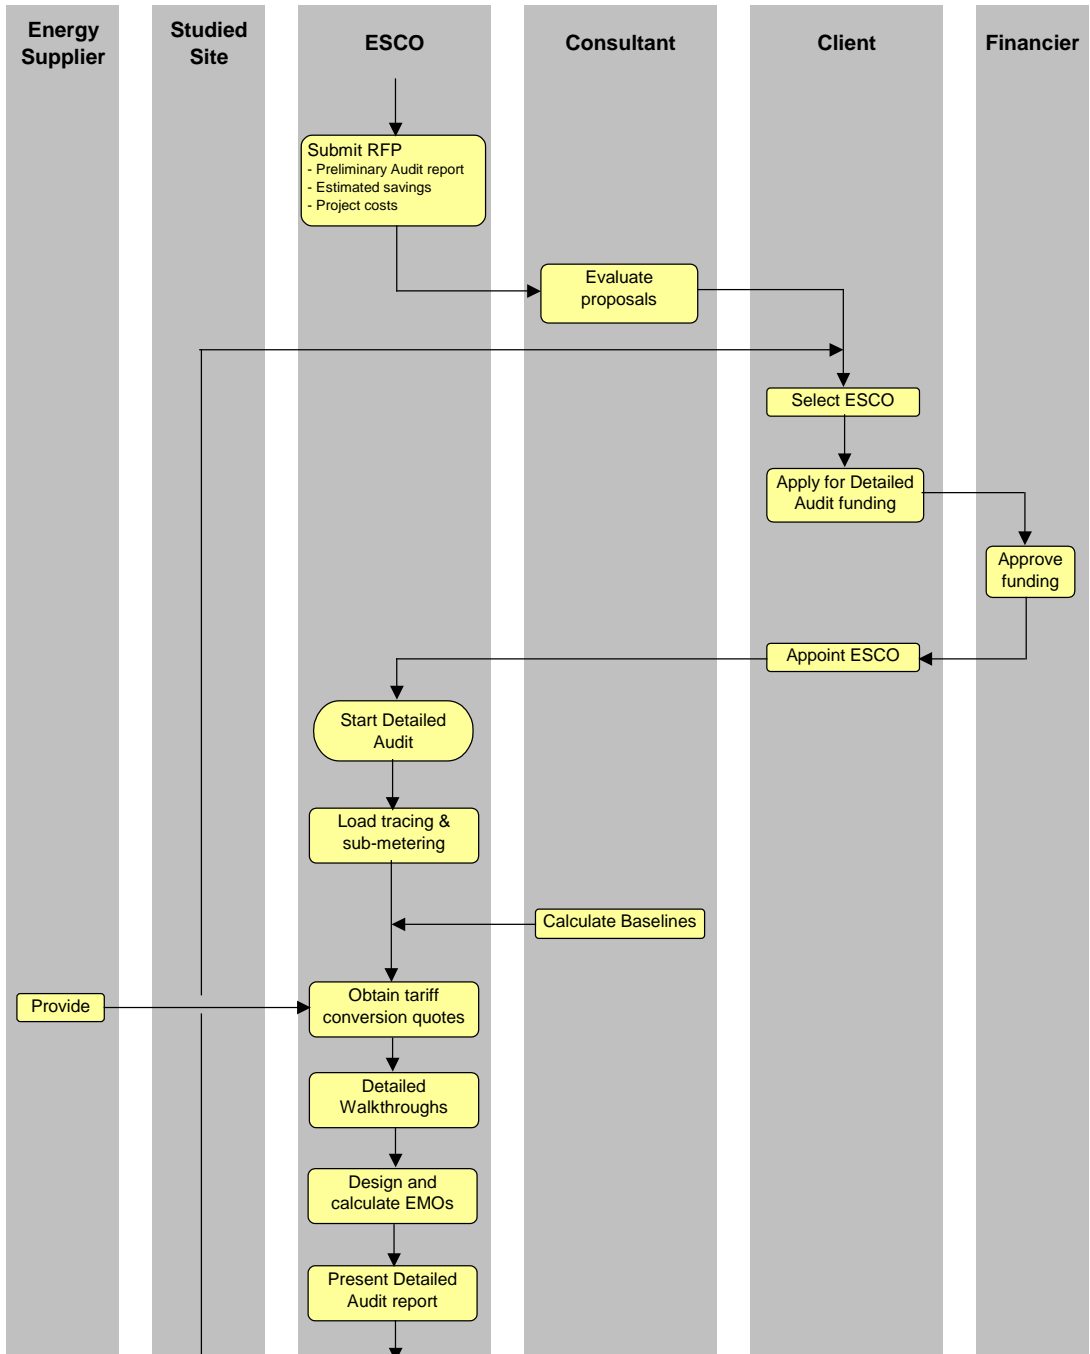 Energy
Supplier
Studied
Site
ESCO
Consultant
Client
Financier
Submit RFP
- Preliminary Audit report
- Estimated savings
- Project costs
Evaluate
proposals
Select ESCO
Apply for Detailed
Audit funding
Approve
funding
Appoint ESCO
Start Detailed
Audit
Load tracing &
sub-metering
Calculate Baselines
Provide
Obtain tariff
conversion quotes
Detailed
Walkthroughs
Design and
calculate EMOs
Present Detailed
Audit report